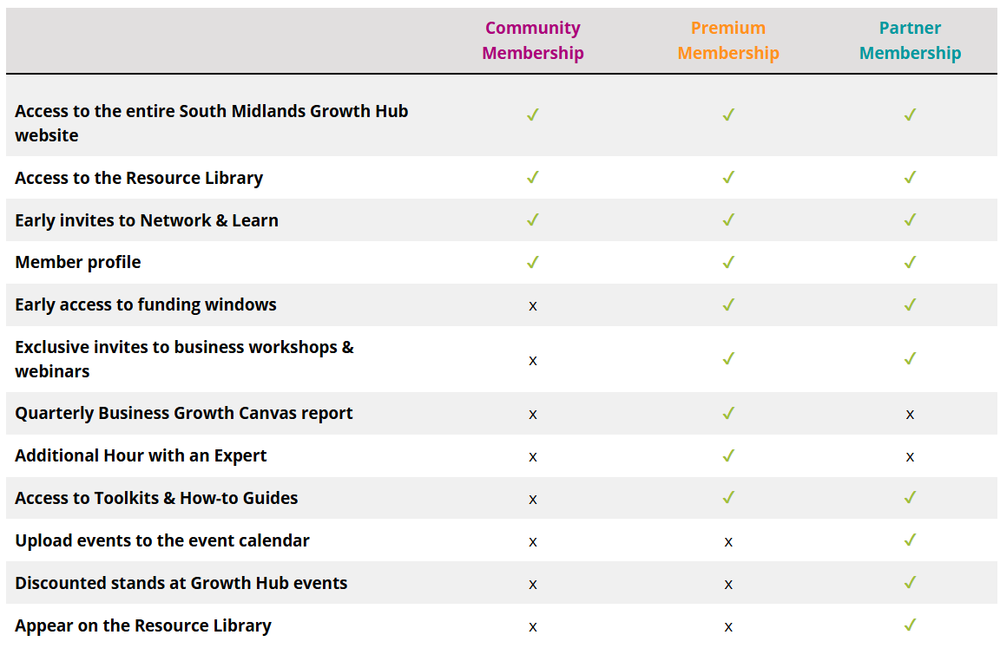 Community Premium Partner
Membership Membership Membership
Access to the entire South Midlands Growth Hub
website ✓ ✓ ✓
Access to the Resource Library ✓ ✓ ✓
Early invites to Network & Learn ✓ ✓ ✓
Member profile ✓ ✓ ✓
Early access to funding windows x ✓ ✓
Exclusive invites to business workshops &
webinars x ✓ ✓
Quarterly Business Growth Canvas report x ✓ x
Additional Hour with an Expert x ✓ x
Access to Toolkits & How-to Guides x ✓ ✓
Upload events to the event calendar x x ✓
Discounted stands at Growth Hub events x x ✓
Appear on the Resource Library x x ✓